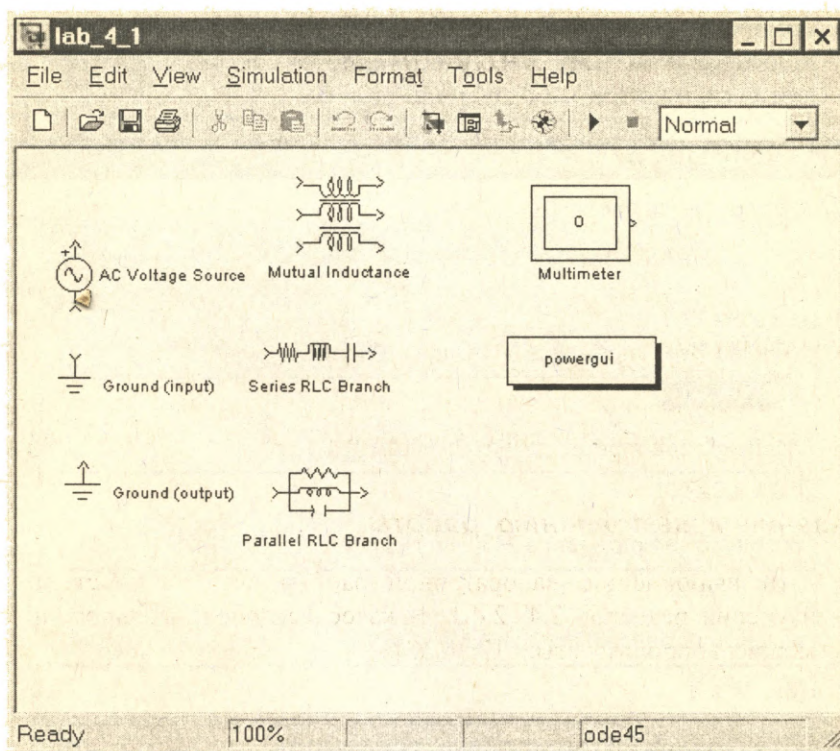 lab_4_1
File Edit View Simulation Format Tools Help
Normal
AC Voltage Source
Mutual Inductance
0
Multimeter
Ground (input)
Series RLC Branch
powergui
Ground (output)
Parallel RLC Branch
Ready 100% ode45